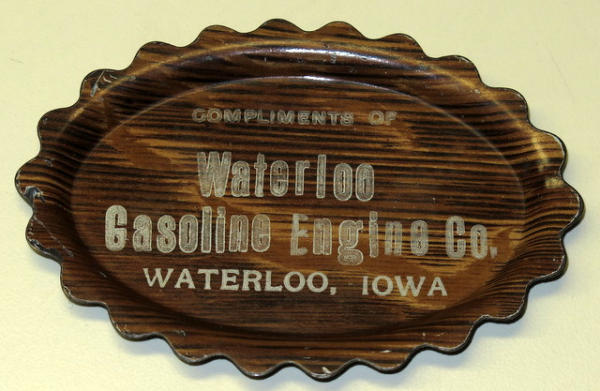 COMPLIMENTS OF
Waterloo
Gasoline Engine Co.
WATERLOO, IOWA